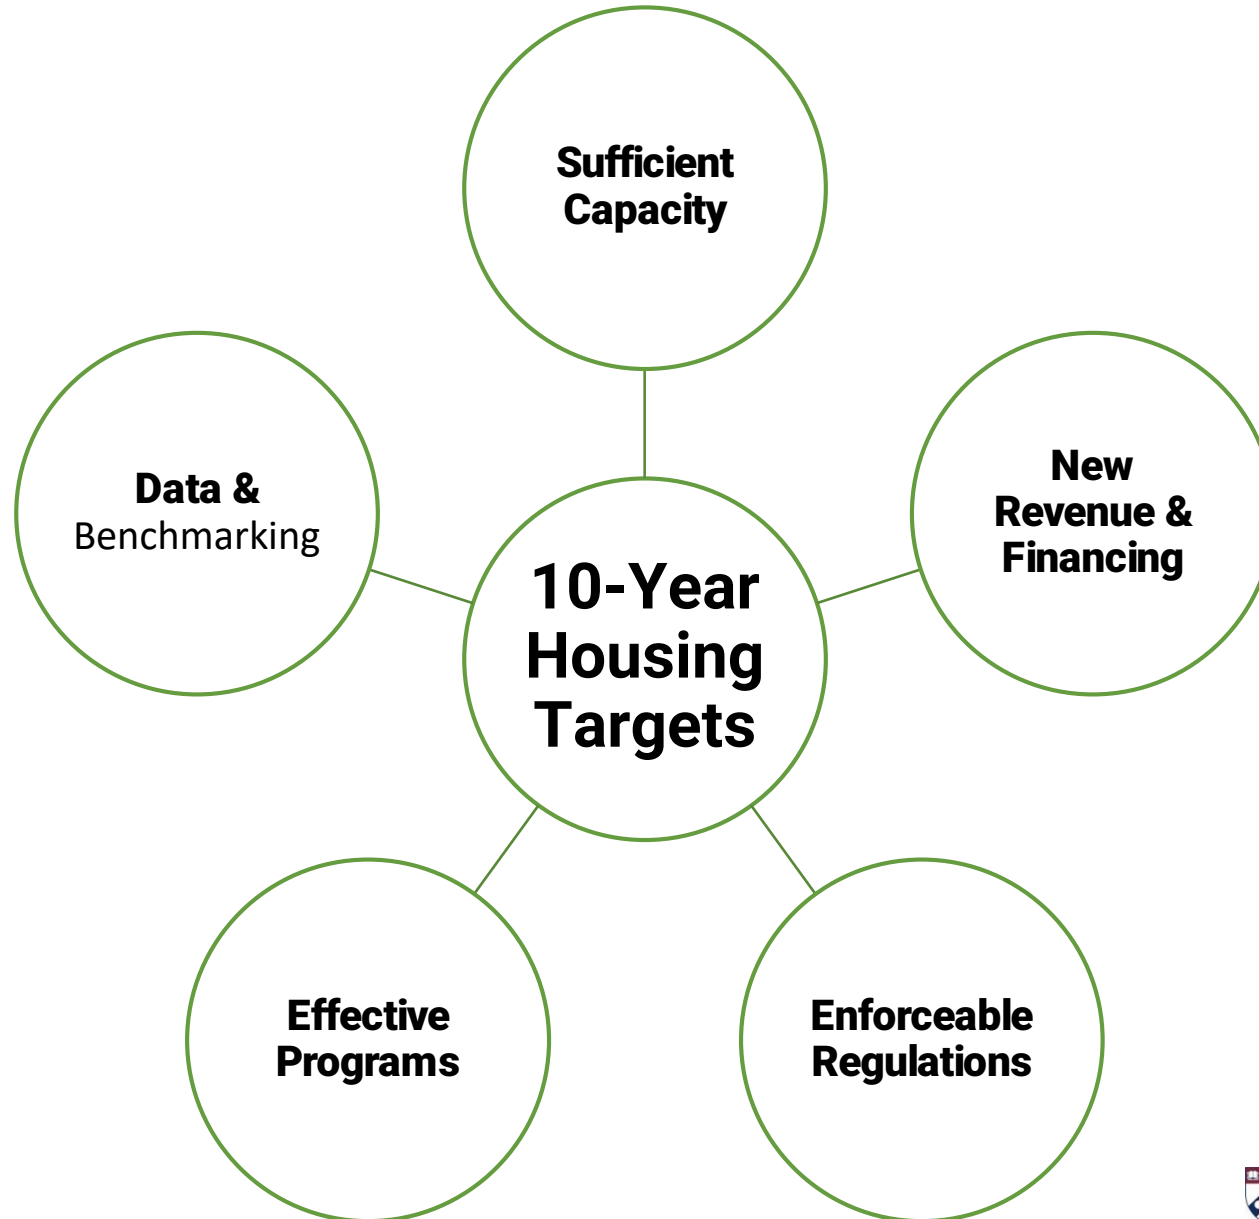 Sufficient
Capacity
Data &
Benchmarking
New
Revenue &
Financing
10-Year
Housing
Targets
Effective
Programs
Enforceable
Regulations